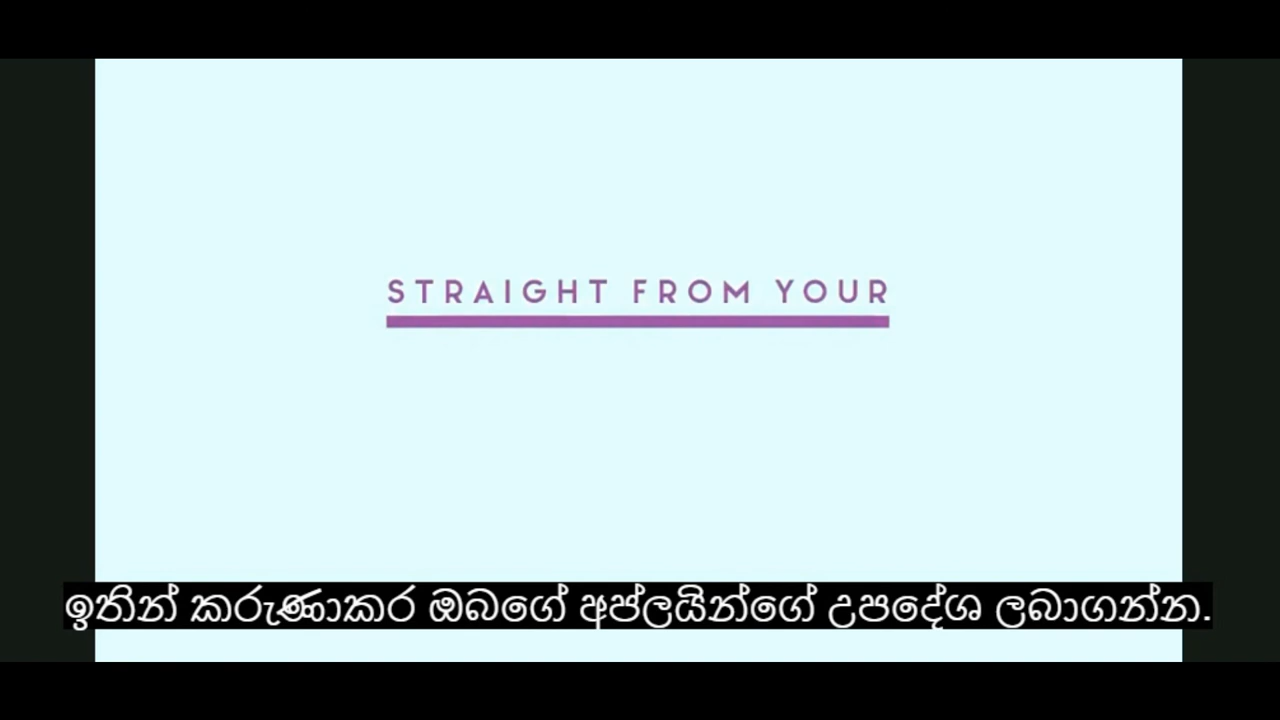 STRAIGHT FROM YOUR
ඉතින් කරුණාකර ඔබගේ අප්ලයින්ගේ උපදේශ ලබාගන්න.